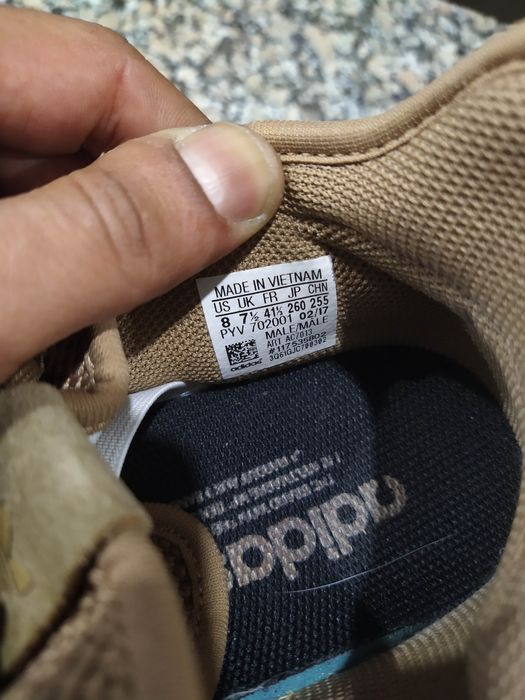 MADE IN VIETNAM
US UK FR JP CHN
8 7½ 41⅓ 260 255
PYV 702001 02/17
MALE/MALE
ART AC7013
3Q61GJC700302
adidas
adidas